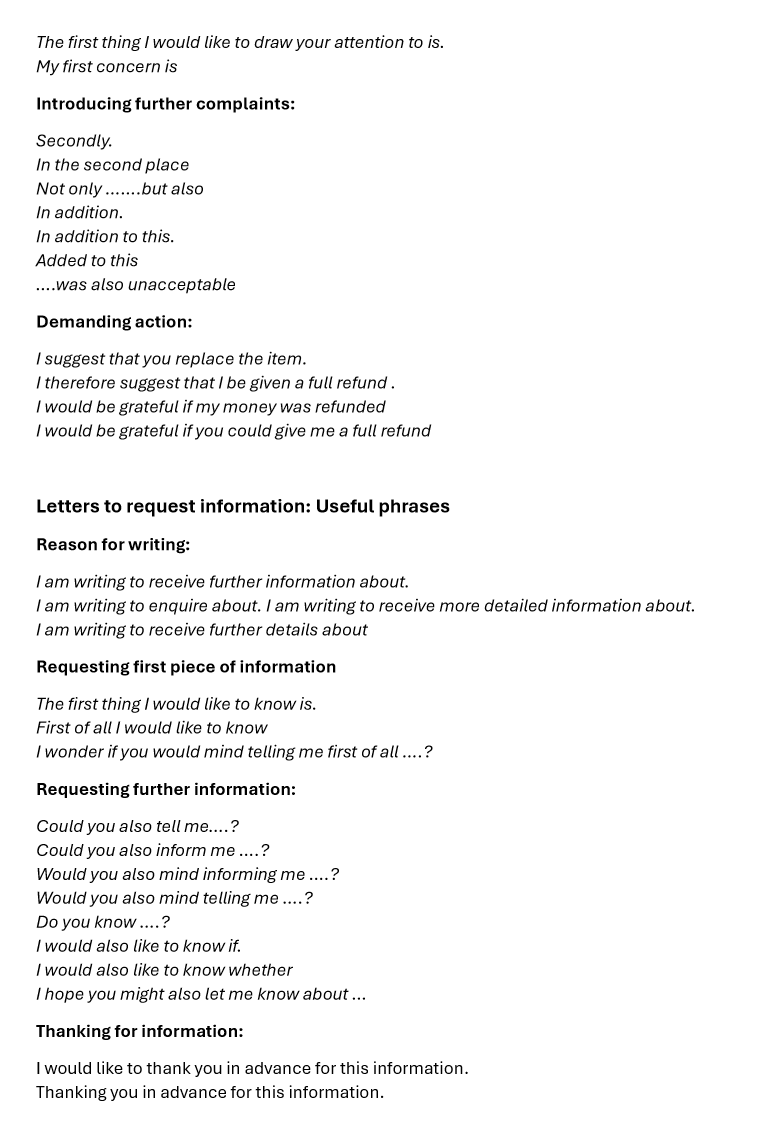 The first thing I would like to draw your attention to is.
My first concern is
Introducing further complaints:
Secondly.
In the second place
Not only .......but also
In addition.
In addition to this.
Added to this
....was also unacceptable
Demanding action:
I suggest that you replace the item.
I therefore suggest that I be given a full refund .
I would be grateful if my money was refunded
I would be grateful if you could give me a full refund
Letters to request information: Useful phrases
Reason for writing:
I am writing to receive further information about.
I am writing to enquire about. I am writing to receive more detailed information about.
I am writing to receive further details about
Requesting first piece of information
The first thing I would like to know is.
First of all I would like to know
I wonder if you would mind telling me first of all ....?
Requesting further information:
Could you also tell me....?
Could you also inform me ....?
Would you also mind informing me ....?
Would you also mind telling me ....?
Do you know ....?
I would also like to know if.
I would also like to know whether
I hope you might also let me know about ...
Thanking for information:
I would like to thank you in advance for this information.
Thanking you in advance for this information.